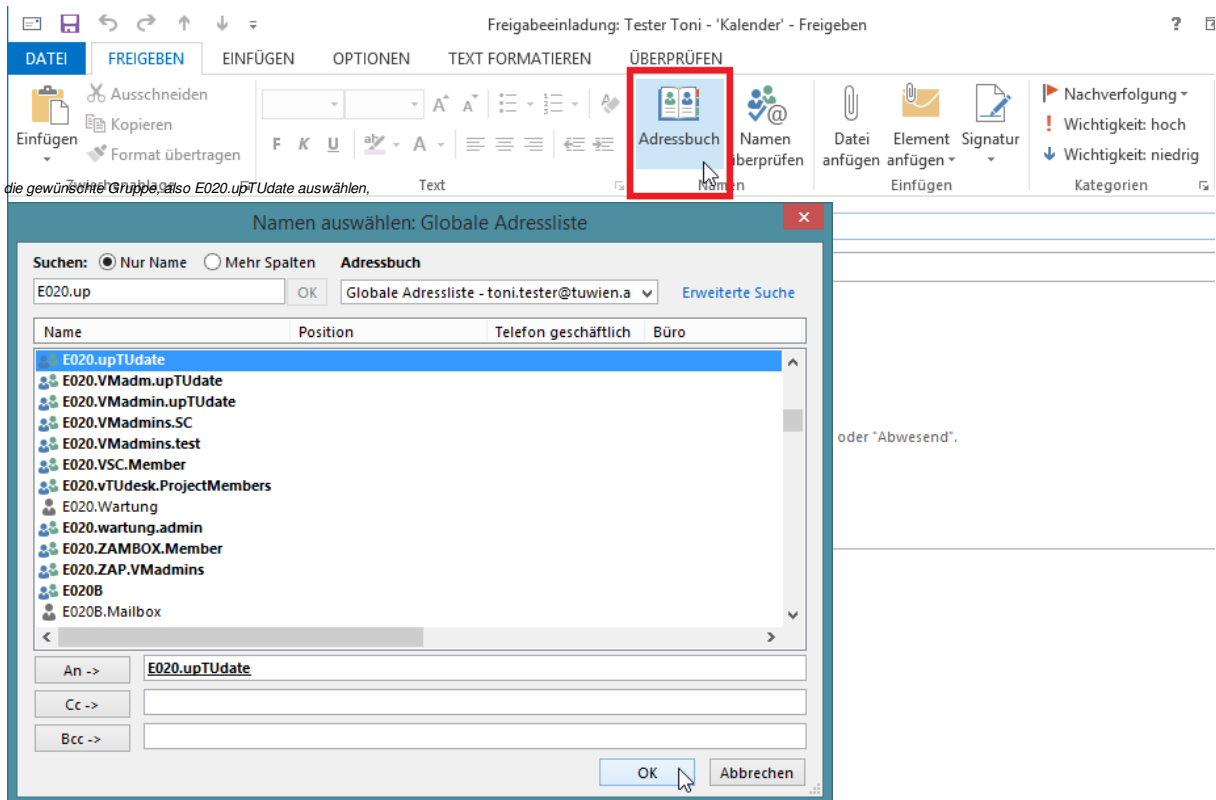 Freigabeeinladung: Tester Toni - 'Kalender' - Freigeben ?
DATEI FREIGEBEN EINFÜGEN OPTIONEN TEXT FORMATIEREN ÜBERPRÜFEN
Einfügen
Ausschneiden
Kopieren
Format übertragen
Zwischenablage
F K U
Text
Adressbuch
Namen überprüfen
Namen
Datei anfügen
Element anfügen
Signatur
Einfügen
Nachverfolgung
Wichtigkeit: hoch
Wichtigkeit: niedrig
Kategorien
die gewünschte Gruppe, also E020.upTUdate auswählen,
Namen auswählen: Globale Adressliste
Suchen: Nur Name Mehr Spalten Adressbuch
E020.up OK Globale Adressliste - toni.tester@tuwien.a Erweiterte Suche
Name Position Telefon geschäftlich Büro
E020.upTUdate
E020.VMadm.upTUdate
E020.VMadmin.upTUdate
E020.VMadmins.SC
E020.VMadmins.test
oder "Abwesend".
E020.VSC.Member
E020.vTUdesk.ProjectMembers
E020.Wartung
E020.wartung.admin
E020.ZAMBOX.Member
E020.ZAP.VMadmins
E020B
E020B.Mailbox
An -> E020.upTUdate
Cc ->
Bcc ->
OK Abbrechen